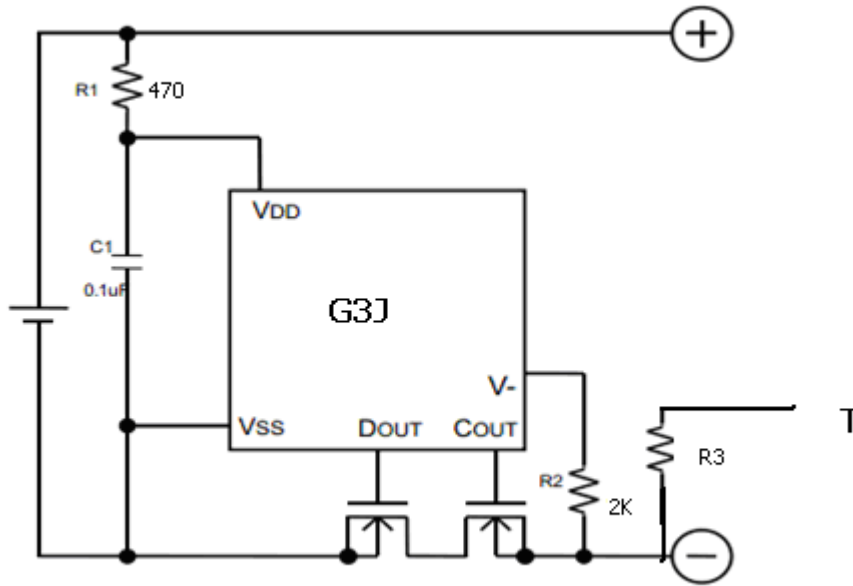 +
R1 470
VDD
C1
0.1uF
G3J
V-
VSS DOUT COUT
T
R3
R2
2K
-